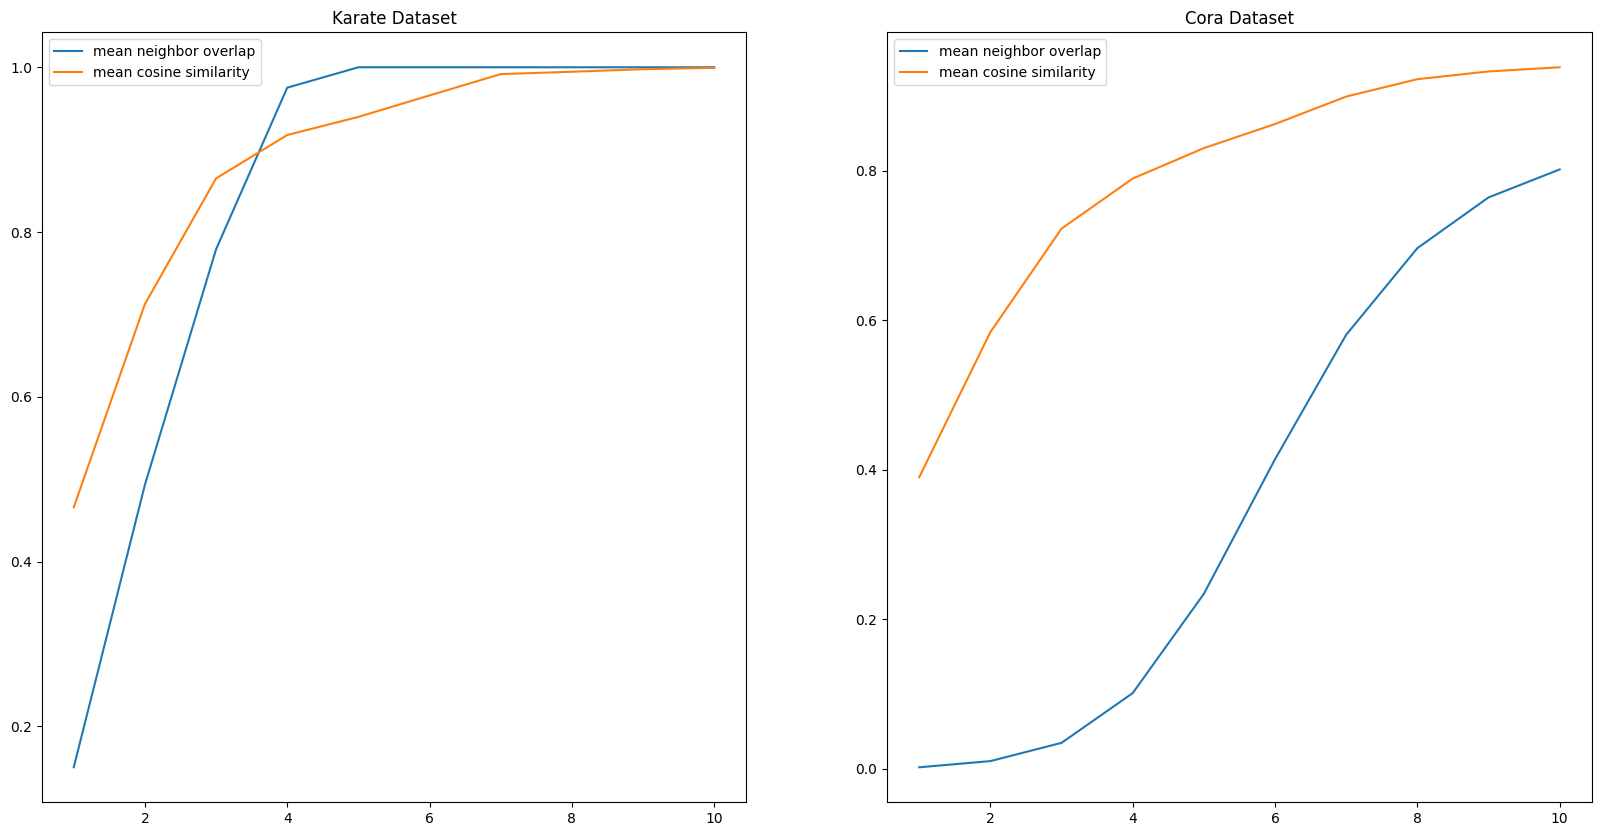 Karate Dataset
mean neighbor overlap
mean cosine similarity
1.0
0.8
0.6
0.4
0.2
2 4 6 8 10
Cora Dataset
mean neighbor overlap
mean cosine similarity
0.8
0.6
0.4
0.2
0.0
2 4 6 8 10